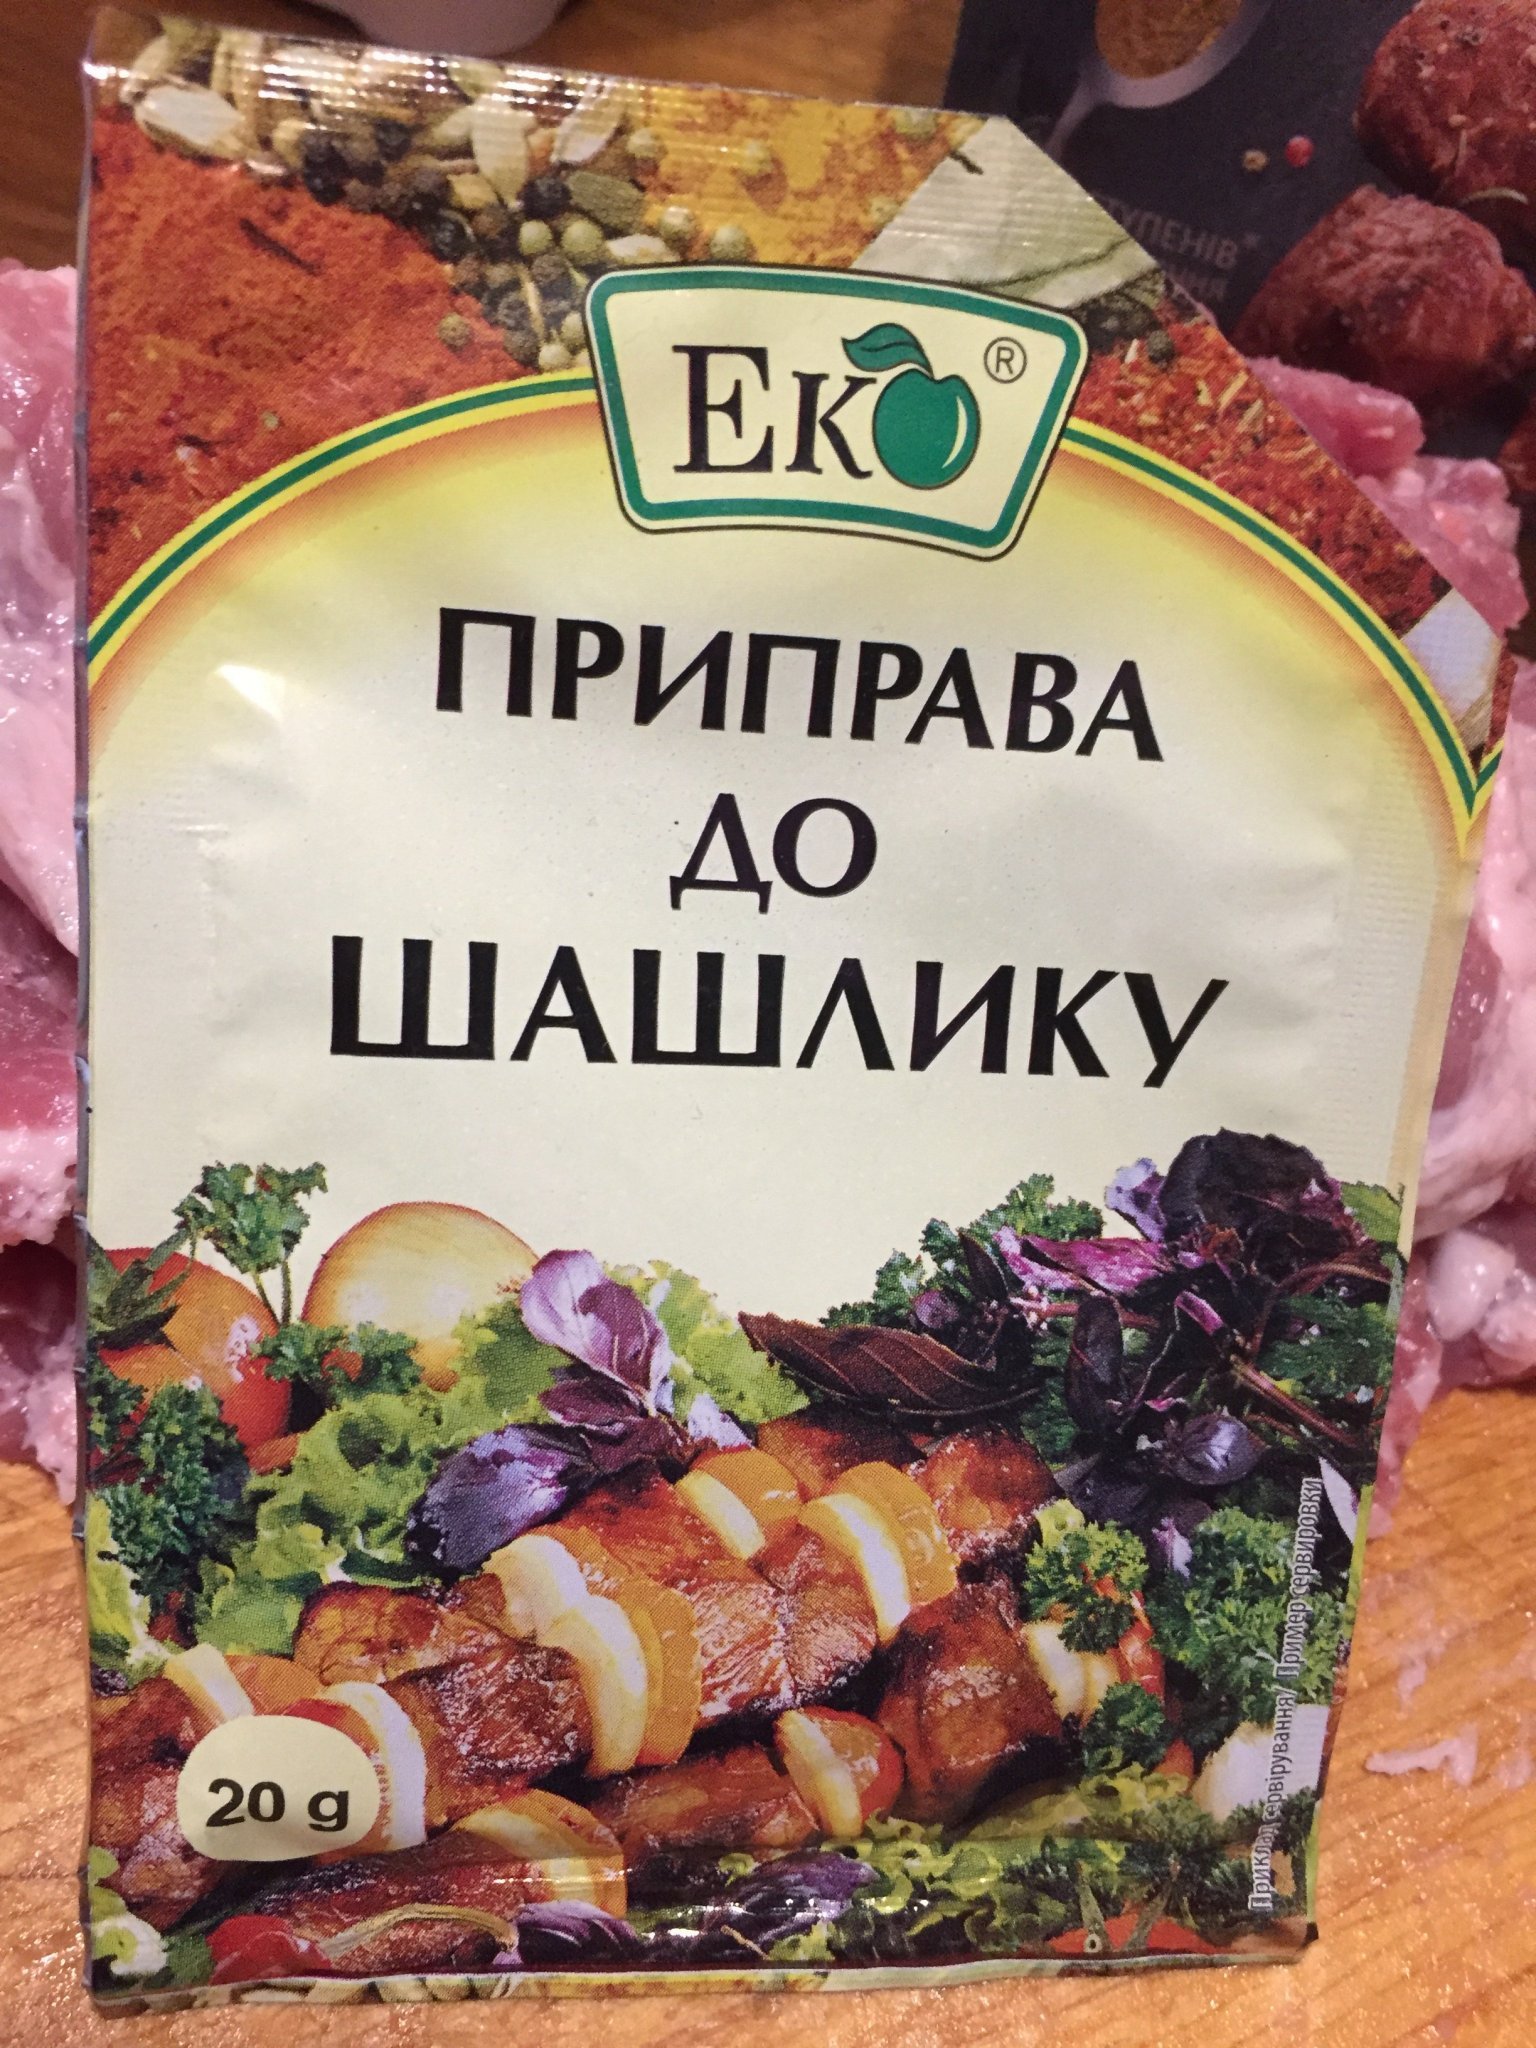 Еко ®
ПРИПРАВА
ДО
ШАШЛИКУ
20 g
Приклад сервірування/ Пример сервировки